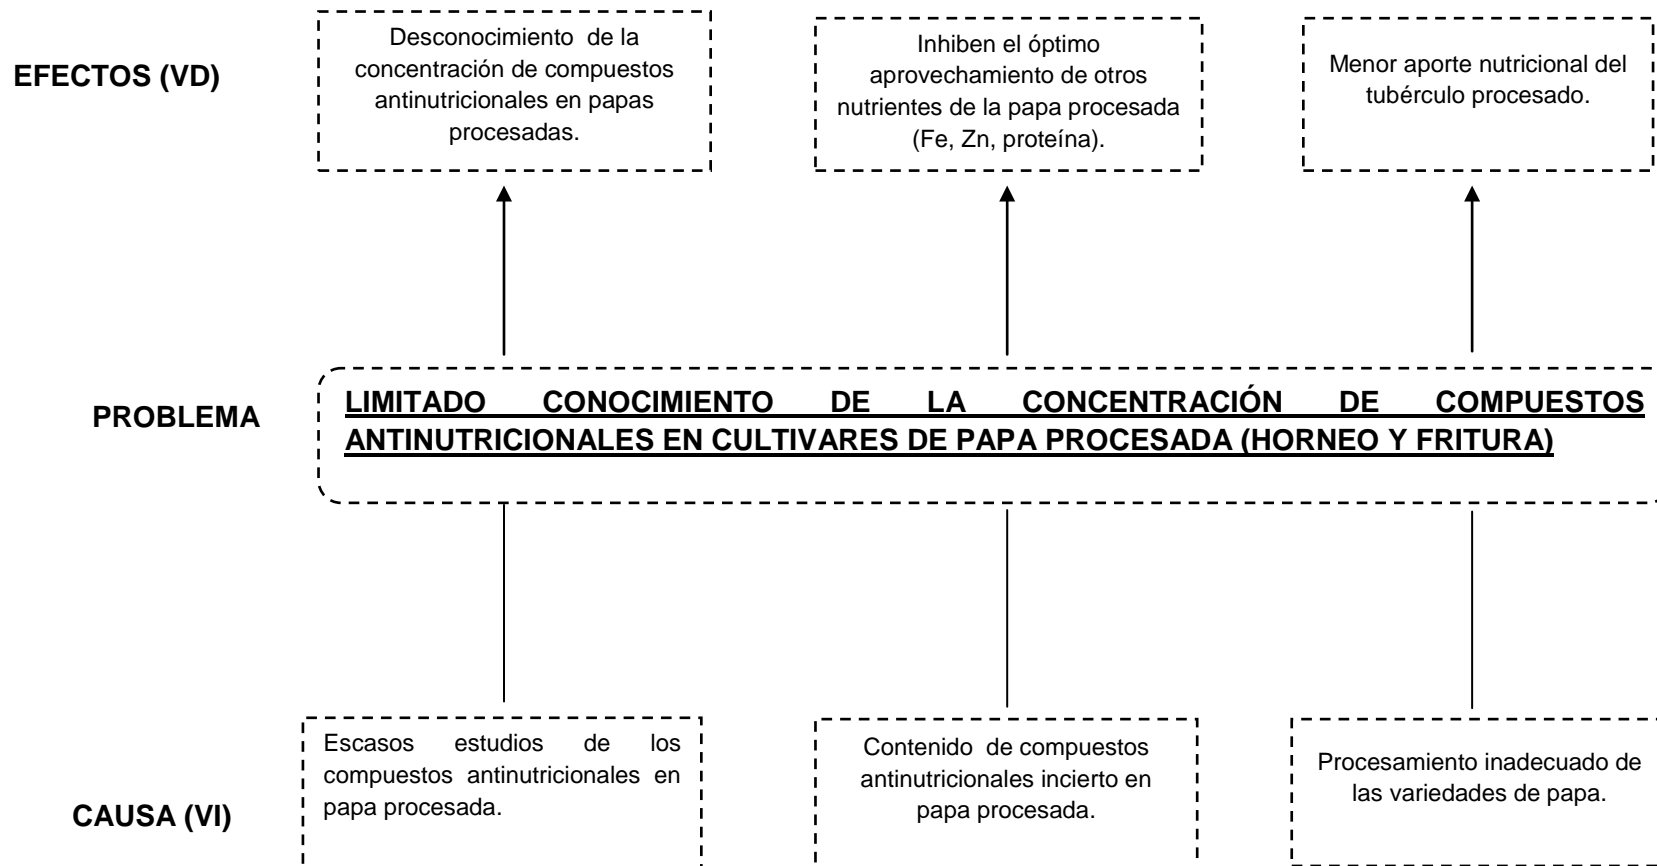 EFECTOS (VD)
Desconocimiento de la
concentración de compuestos
antinutricionales en papas
procesadas.
Inhiben el óptimo
aprovechamiento de otros
nutrientes de la papa procesada
(Fe, Zn, proteína).
Menor aporte nutricional del
tubérculo procesado.
PROBLEMA
LIMITADO CONOCIMIENTO DE LA CONCENTRACIÓN DE COMPUESTOS
ANTINUTRICIONALES EN CULTIVARES DE PAPA PROCESADA (HORNEO Y FRITURA)
CAUSA (VI)
Escasos estudios de los
compuestos antinutricionales en
papa procesada.
Contenido de compuestos
antinutricionales incierto en
papa procesada.
Procesamiento inadecuado de
las variedades de papa.